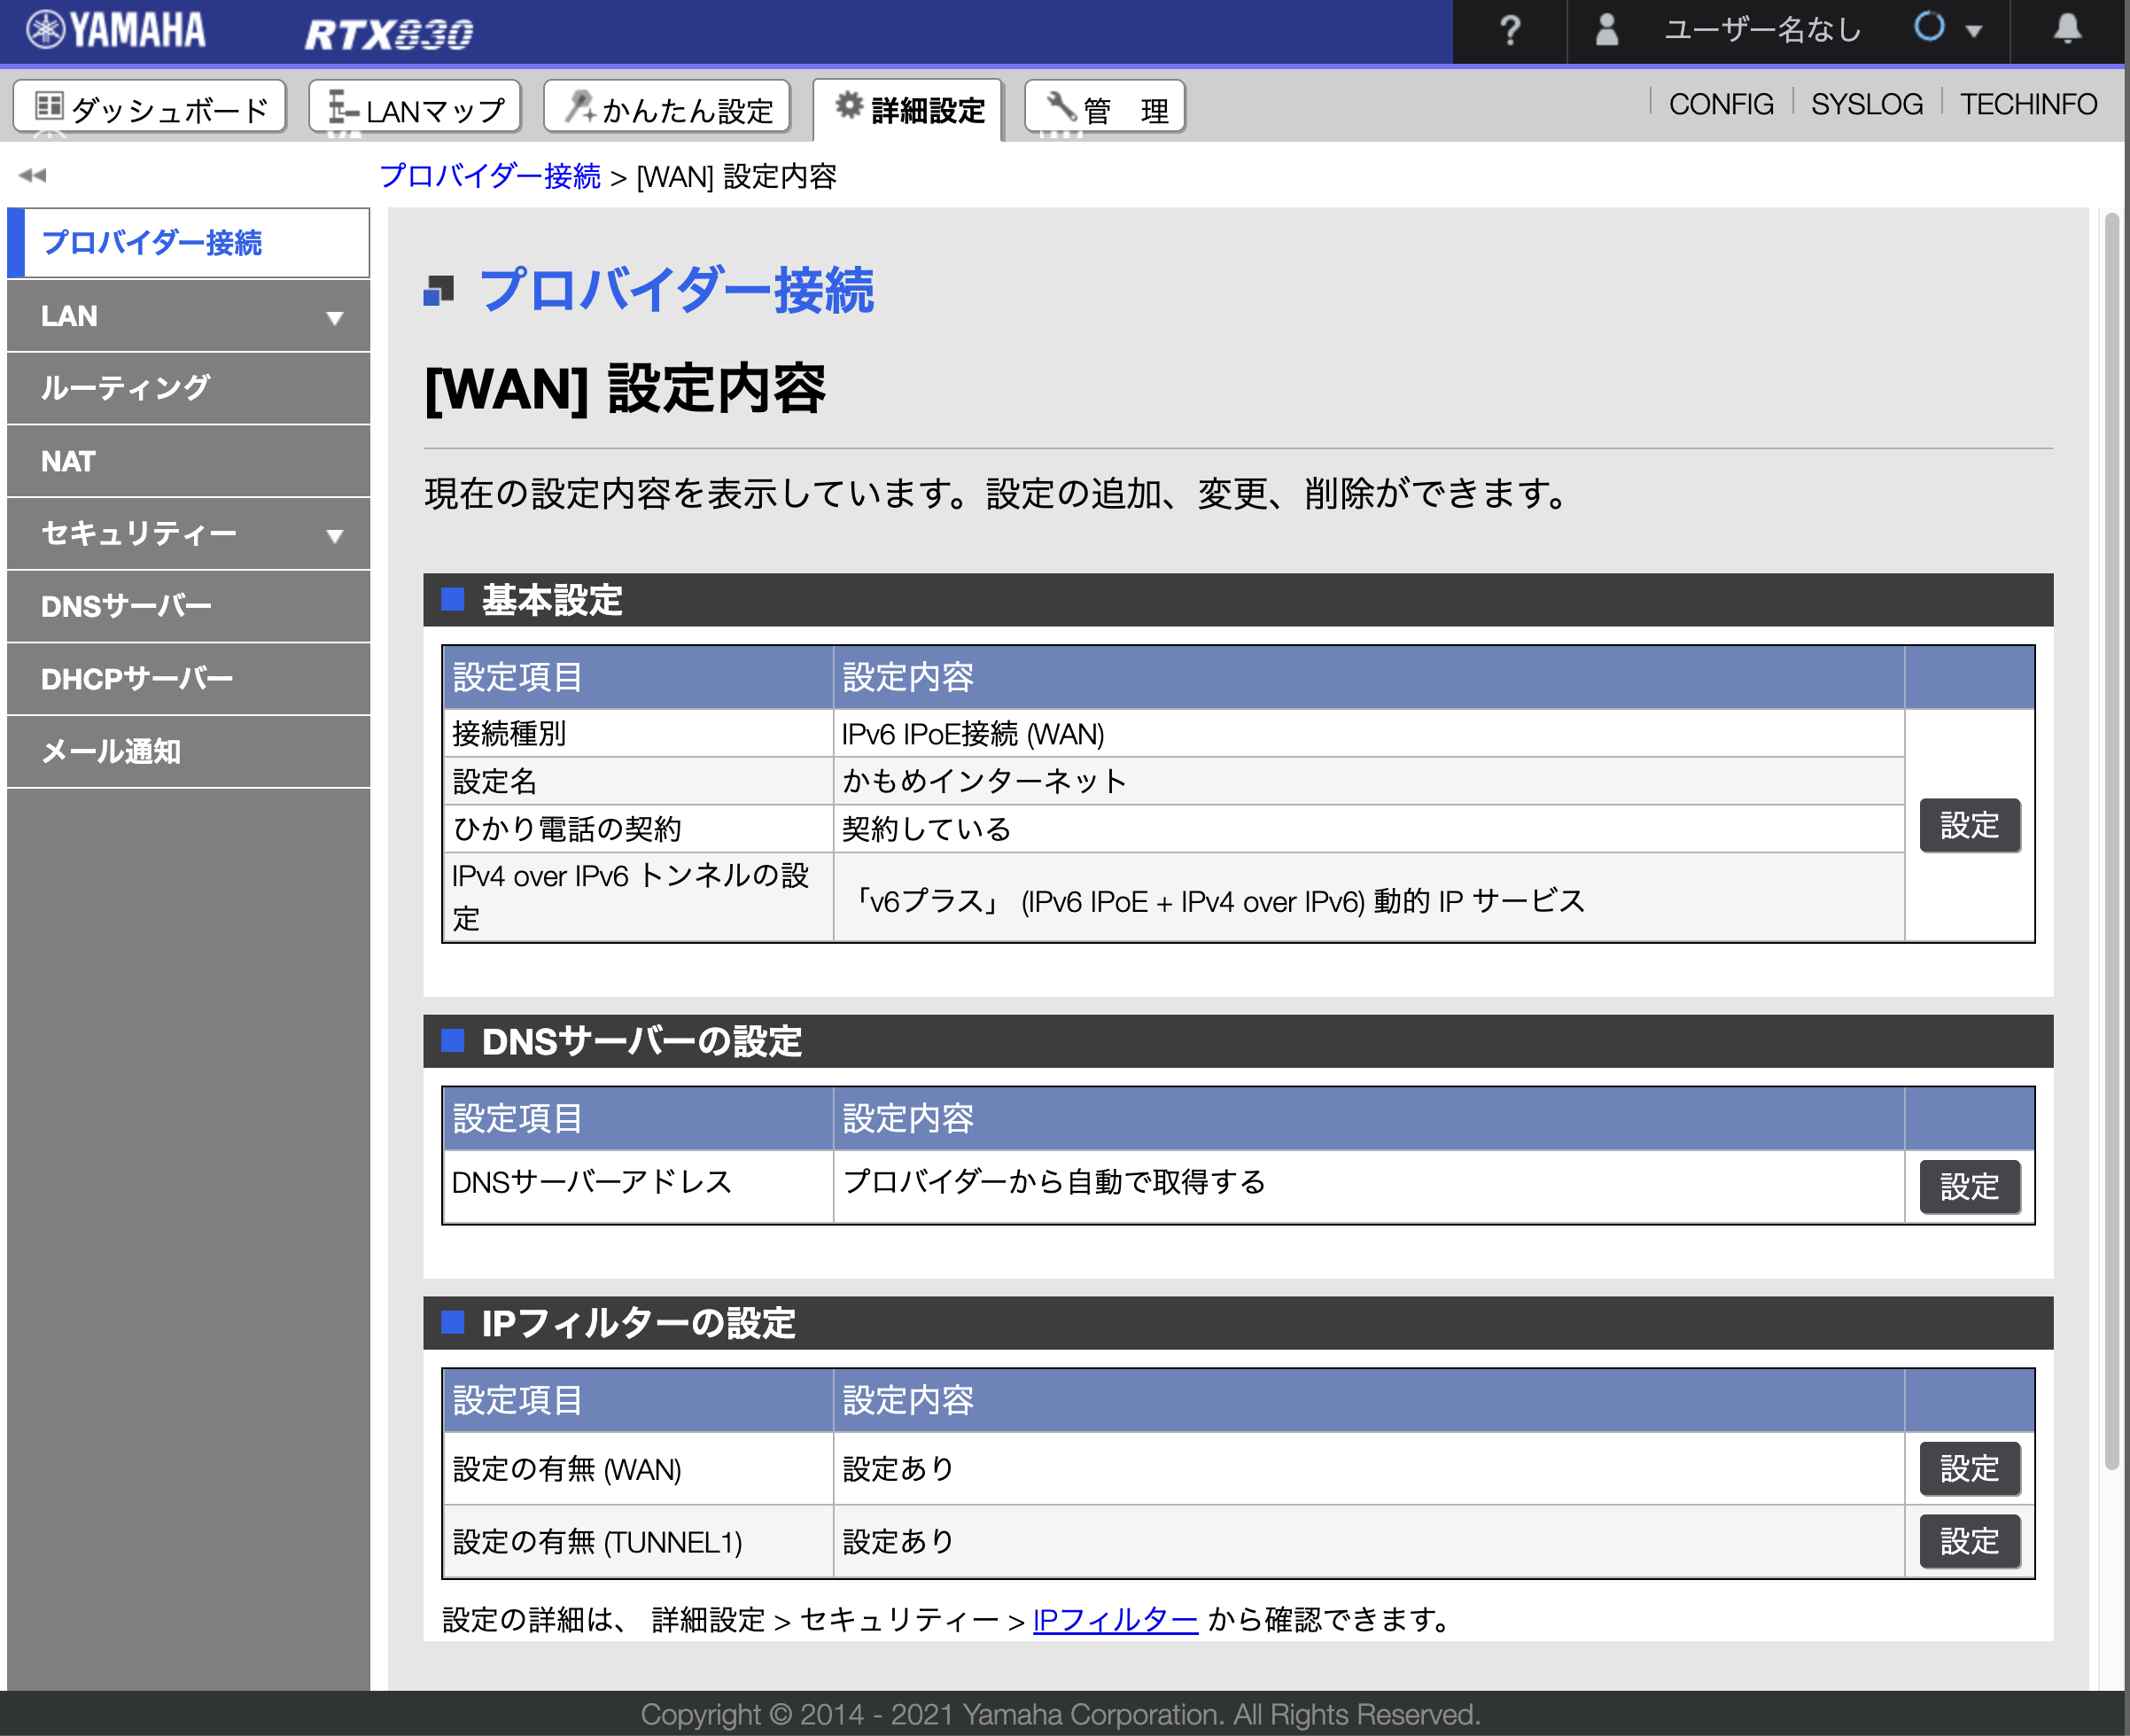 YAMAHA RTX830 ? ユーザー名なし
ダッシュボード LANマップ かんたん設定 詳細設定 管 理 CONFIG SYSLOG TECHINFO
プロバイダー接続 > [WAN] 設定内容
プロバイダー接続
LAN
ルーティング
NAT
セキュリティー
DNSサーバー
DHCPサーバー
メール通知
プロバイダー接続
[WAN] 設定内容
現在の設定内容を表示しています。設定の追加、変更、削除ができます。
基本設定
設定項目 設定内容
接続種別 IPv6 IPoE接続 (WAN)
設定名 かもめインターネット
ひかり電話の契約 契約している
設定
IPv4 over IPv6 トンネルの設
定
「v6プラス」 (IPv6 IPoE + IPv4 over IPv6) 動的 IP サービス
DNSサーバーの設定
設定項目 設定内容
DNSサーバーアドレス プロバイダーから自動で取得する 設定
IPフィルターの設定
設定項目 設定内容
設定の有無 (WAN) 設定あり 設定
設定の有無 (TUNNEL1) 設定あり 設定
設定の詳細は、 詳細設定 > セキュリティー > IPフィルター から確認できます。
Copyright © 2014 - 2021 Yamaha Corporation. All Rights Reserved.